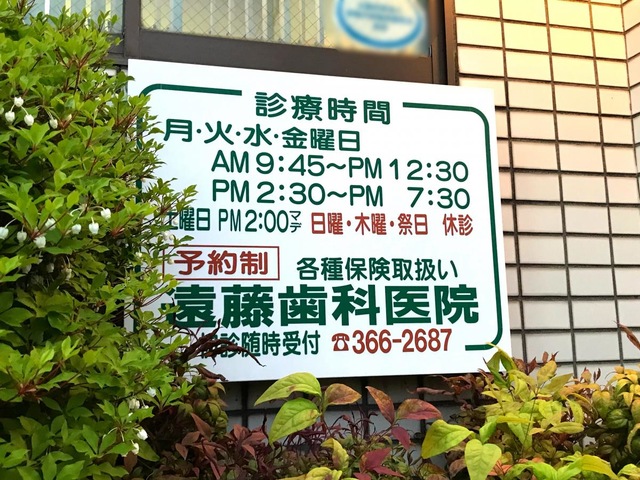 診療時間
月・火・水・金曜日
AM 9:45〜PM 12:30
PM 2:30〜PM 7:30
土曜日 PM 2:00マデ 日曜・木曜・祭日 休診
予約制 各種保険取扱い
遠藤歯科医院
診随時受付 ☎366-2687